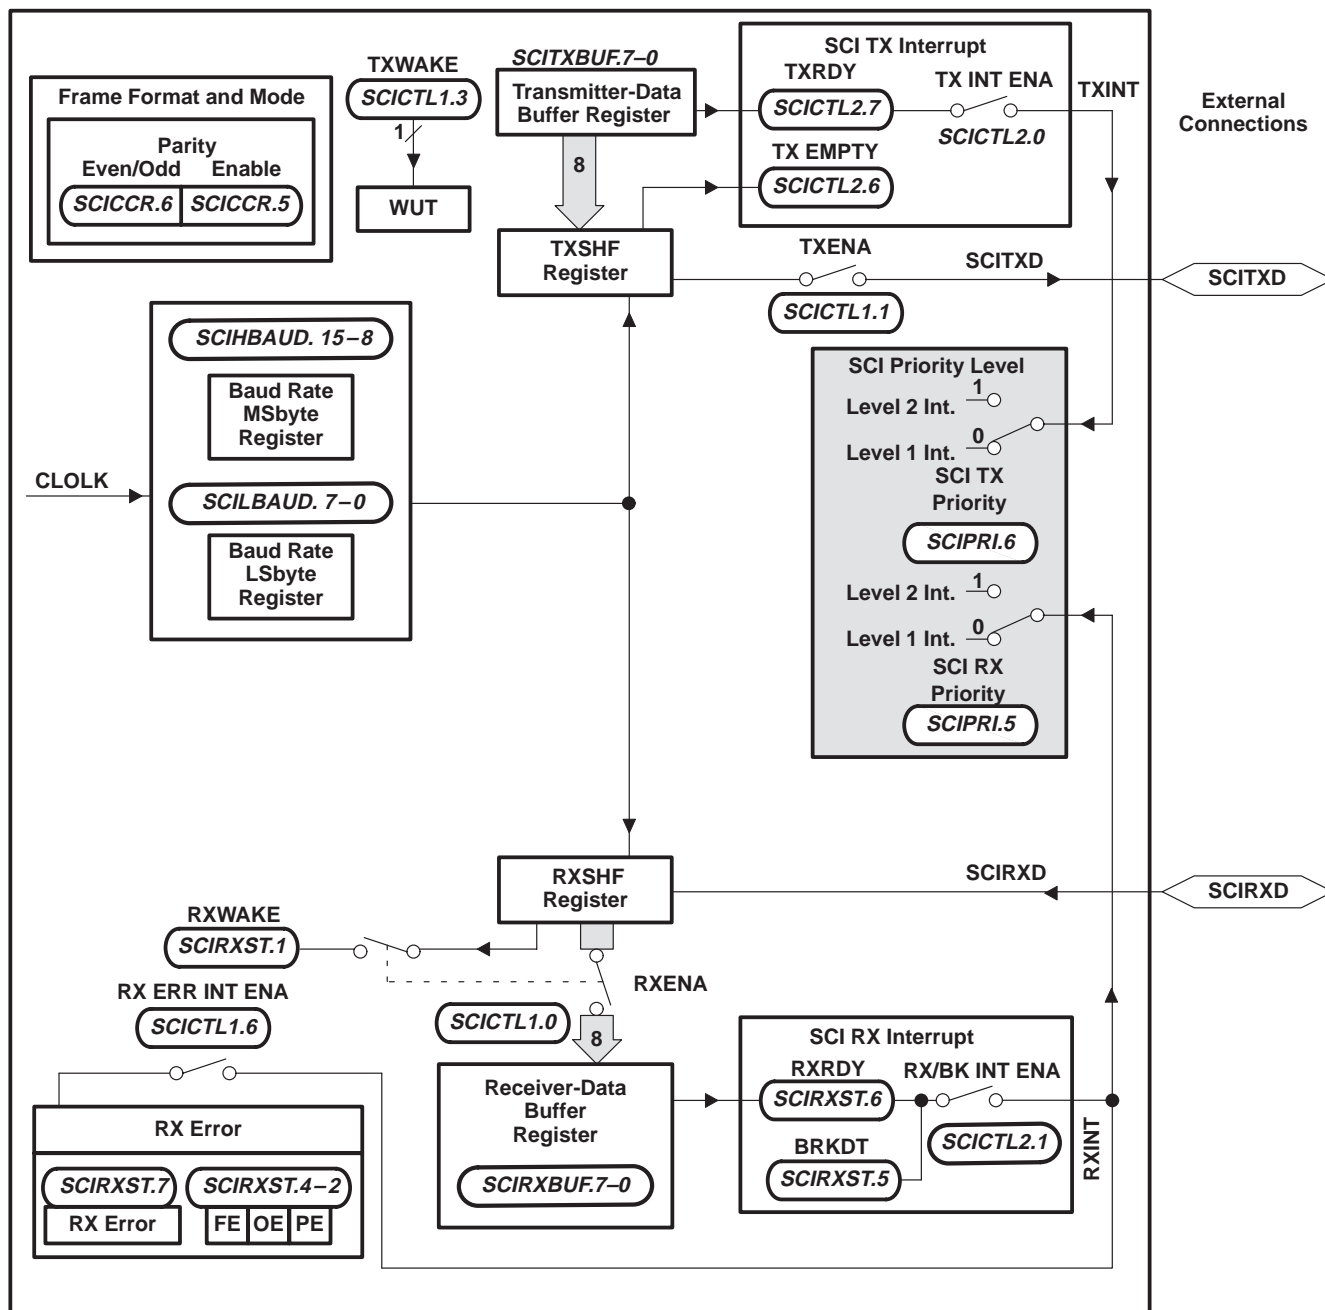 Frame Format and Mode
Parity
Even/Odd Enable
SCICCR.6 SCICCR.5
TXWAKE
SCICTL1.3
1
WUT
SCITXBUF.7–0
Transmitter-Data
Buffer Register
8
TXSHF
Register
SCI TX Interrupt
TXRDY
SCICTL2.7
TX INT ENA
SCICTL2.0
TX EMPTY
SCICTL2.6
TXINT
External
Connections
TXENA
SCICTL1.1
SCITXD
SCITXD
SCIHBAUD. 15–8
Baud Rate
MSbyte
Register
CLOLK
SCILBAUD. 7–0
Baud Rate
LSbyte
Register
SCI Priority Level
1
Level 2 Int.
0
Level 1 Int.
SCI TX
Priority
SCIPRI.6
1
Level 2 Int.
0
Level 1 Int.
SCI RX
Priority
SCIPRI.5
RXSHF
Register
SCIRXD
SCIRXD
RXWAKE
SCIRXST.1
RXENA
RX ERR INT ENA
SCICTL1.6
SCICTL1.0
8
Receiver-Data
Buffer
Register
SCIRXBUF.7–0
SCI RX Interrupt
RXRDY
SCIRXST.6
RX/BK INT ENA
SCICTL2.1
BRKDT
SCIRXST.5
RXINT
RX Error
SCIRXST.7 SCIRXST.4–2
RX Error FE OE PE